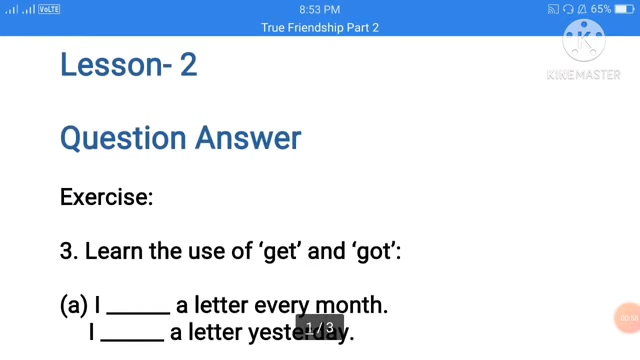 VoLTE 8:53 PM 65%
True Friendship Part 2
KINEMASTER
Lesson- 2
Question Answer
Exercise:
3. Learn the use of ‘get’ and ‘got’:
(a) I ______ a letter every month.
I ______ a letter yesterday.
1 / 3